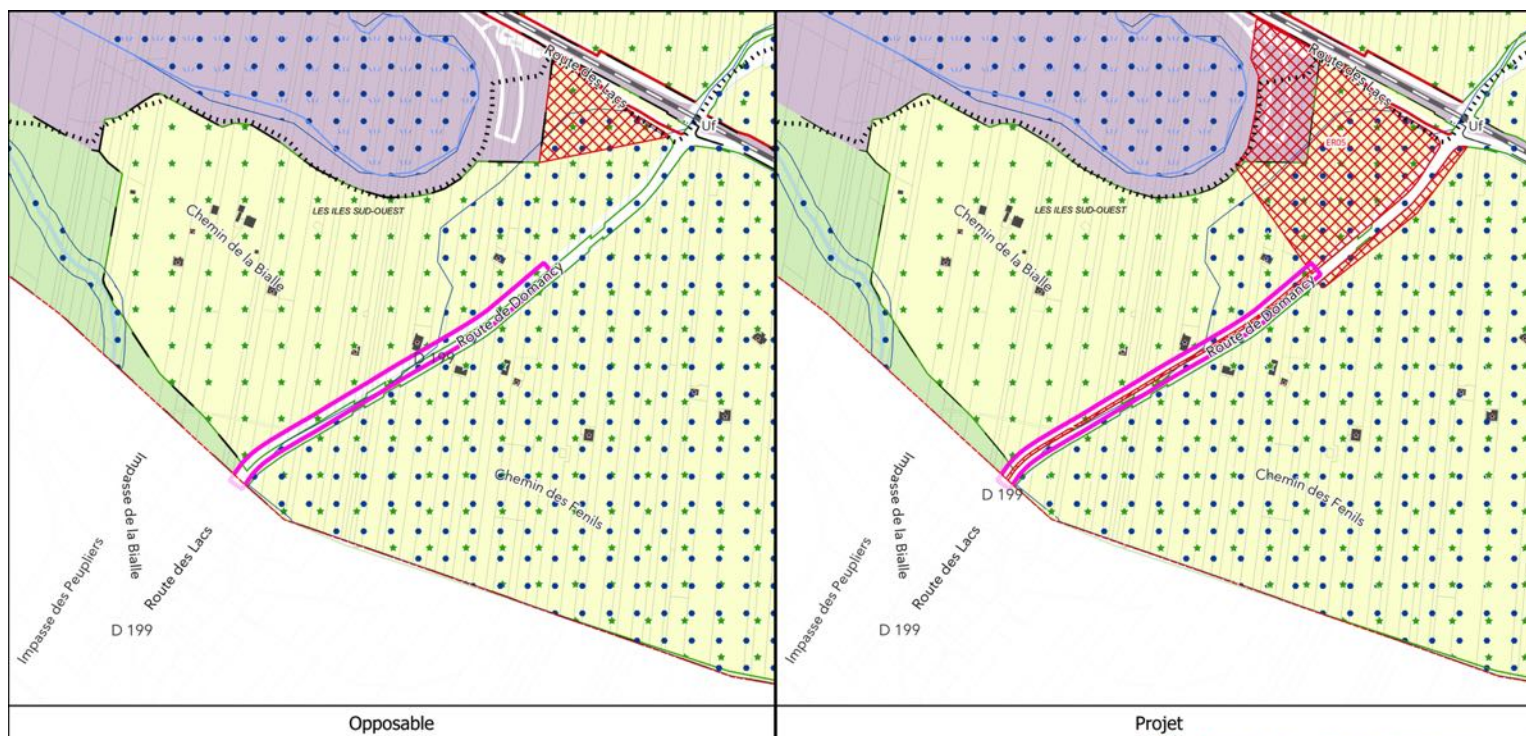 Route des Lacs
Uf
LES ILES SUD-OUEST
Chemin de la Bialle
Route de Domancy
D 199
Chemin des Fenils
Impasse de la Bialle
Impasse des Peupliers
Route des Lacs
D 199
Opposable
Route des Lacs
Uf
ER05
LES ILES SUD-OUEST
Chemin de la Bialle
Route de Domancy
Chemin des Fenils
D 199
Impasse de la Bialle
Impasse des Peupliers
Route des Lacs
D 199
Projet